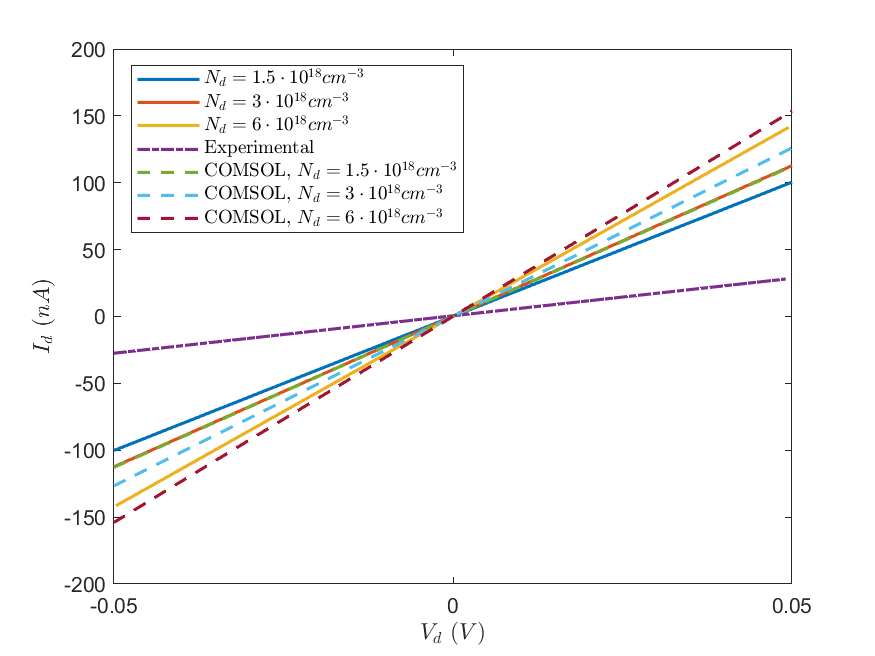 200
150
100
50
0
-50
-100
-150
-200
-0.05
0
0.05
I_d (nA)
V_d (V)
N_d = 1.5 · 10^18 cm^−3
N_d = 3 · 10^18 cm^−3
N_d = 6 · 10^18 cm^−3
Experimental
COMSOL, N_d = 1.5 · 10^18 cm^−3
COMSOL, N_d = 3 · 10^18 cm^−3
COMSOL, N_d = 6 · 10^18 cm^−3